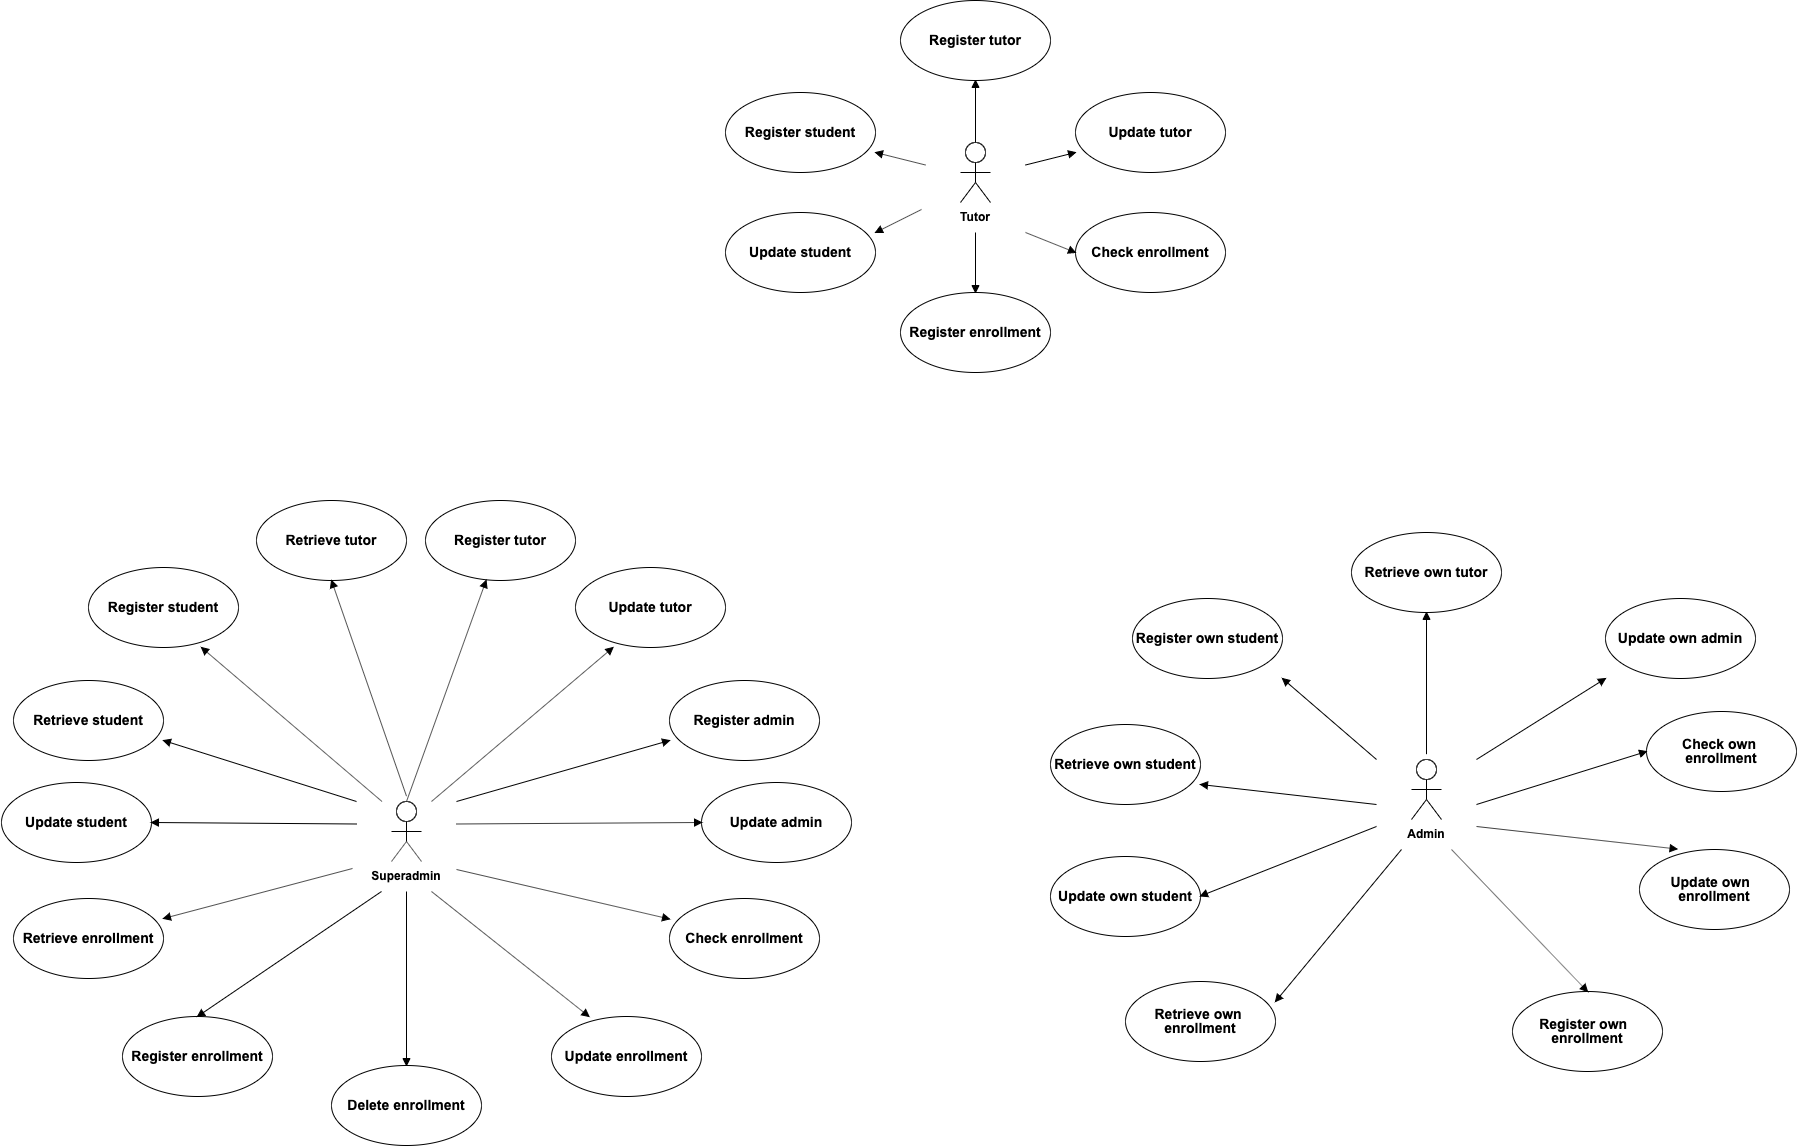 Register tutor
Register student
Update tutor
Tutor
Update student
Check enrollment
Register enrollment
Retrieve tutor
Register tutor
Register student
Update tutor
Retrieve student
Register admin
Update student
Update admin
Superadmin
Retrieve enrollment
Check enrollment
Register enrollment
Update enrollment
Delete enrollment
Retrieve own tutor
Register own student
Update own admin
Retrieve own student
Check own
enrollment
Admin
Update own student
Update own
enrollment
Retrieve own
enrollment
Register own
enrollment